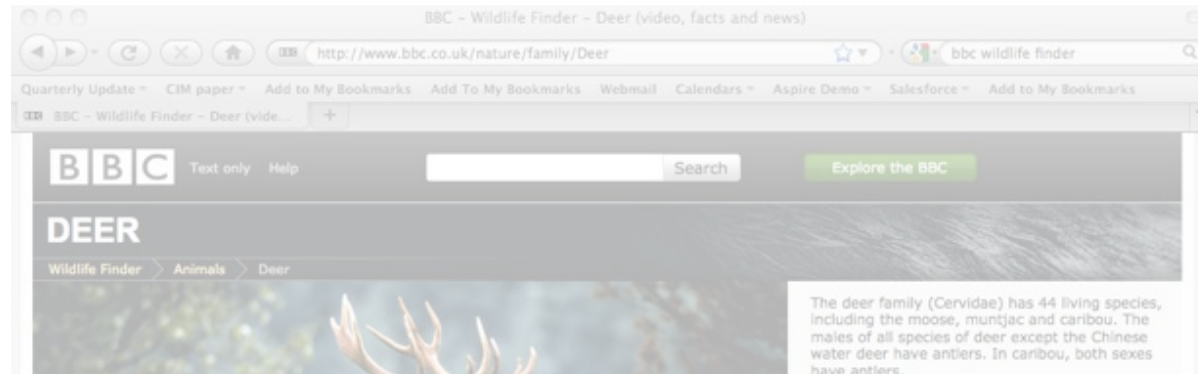 BBC – Wildlife Finder – Deer (video, facts and news)
http://www.bbc.co.uk/nature/family/Deer bbc wildlife finder
Quarterly Update CIM paper Add to My Bookmarks Add To My Bookmarks Webmail Calendars Aspire Demo Salesforce Add to My Bookmarks
BBC BBC – Wildlife Finder – Deer (vide... +
BBC Text only Help Search Explore the BBC
DEER
Wildlife Finder Animals Deer
The deer family (Cervidae) has 44 living species,
including the moose, muntjac and caribou. The
males of all species of deer except the Chinese
water deer have antlers. In caribou, both sexes
have antlers.